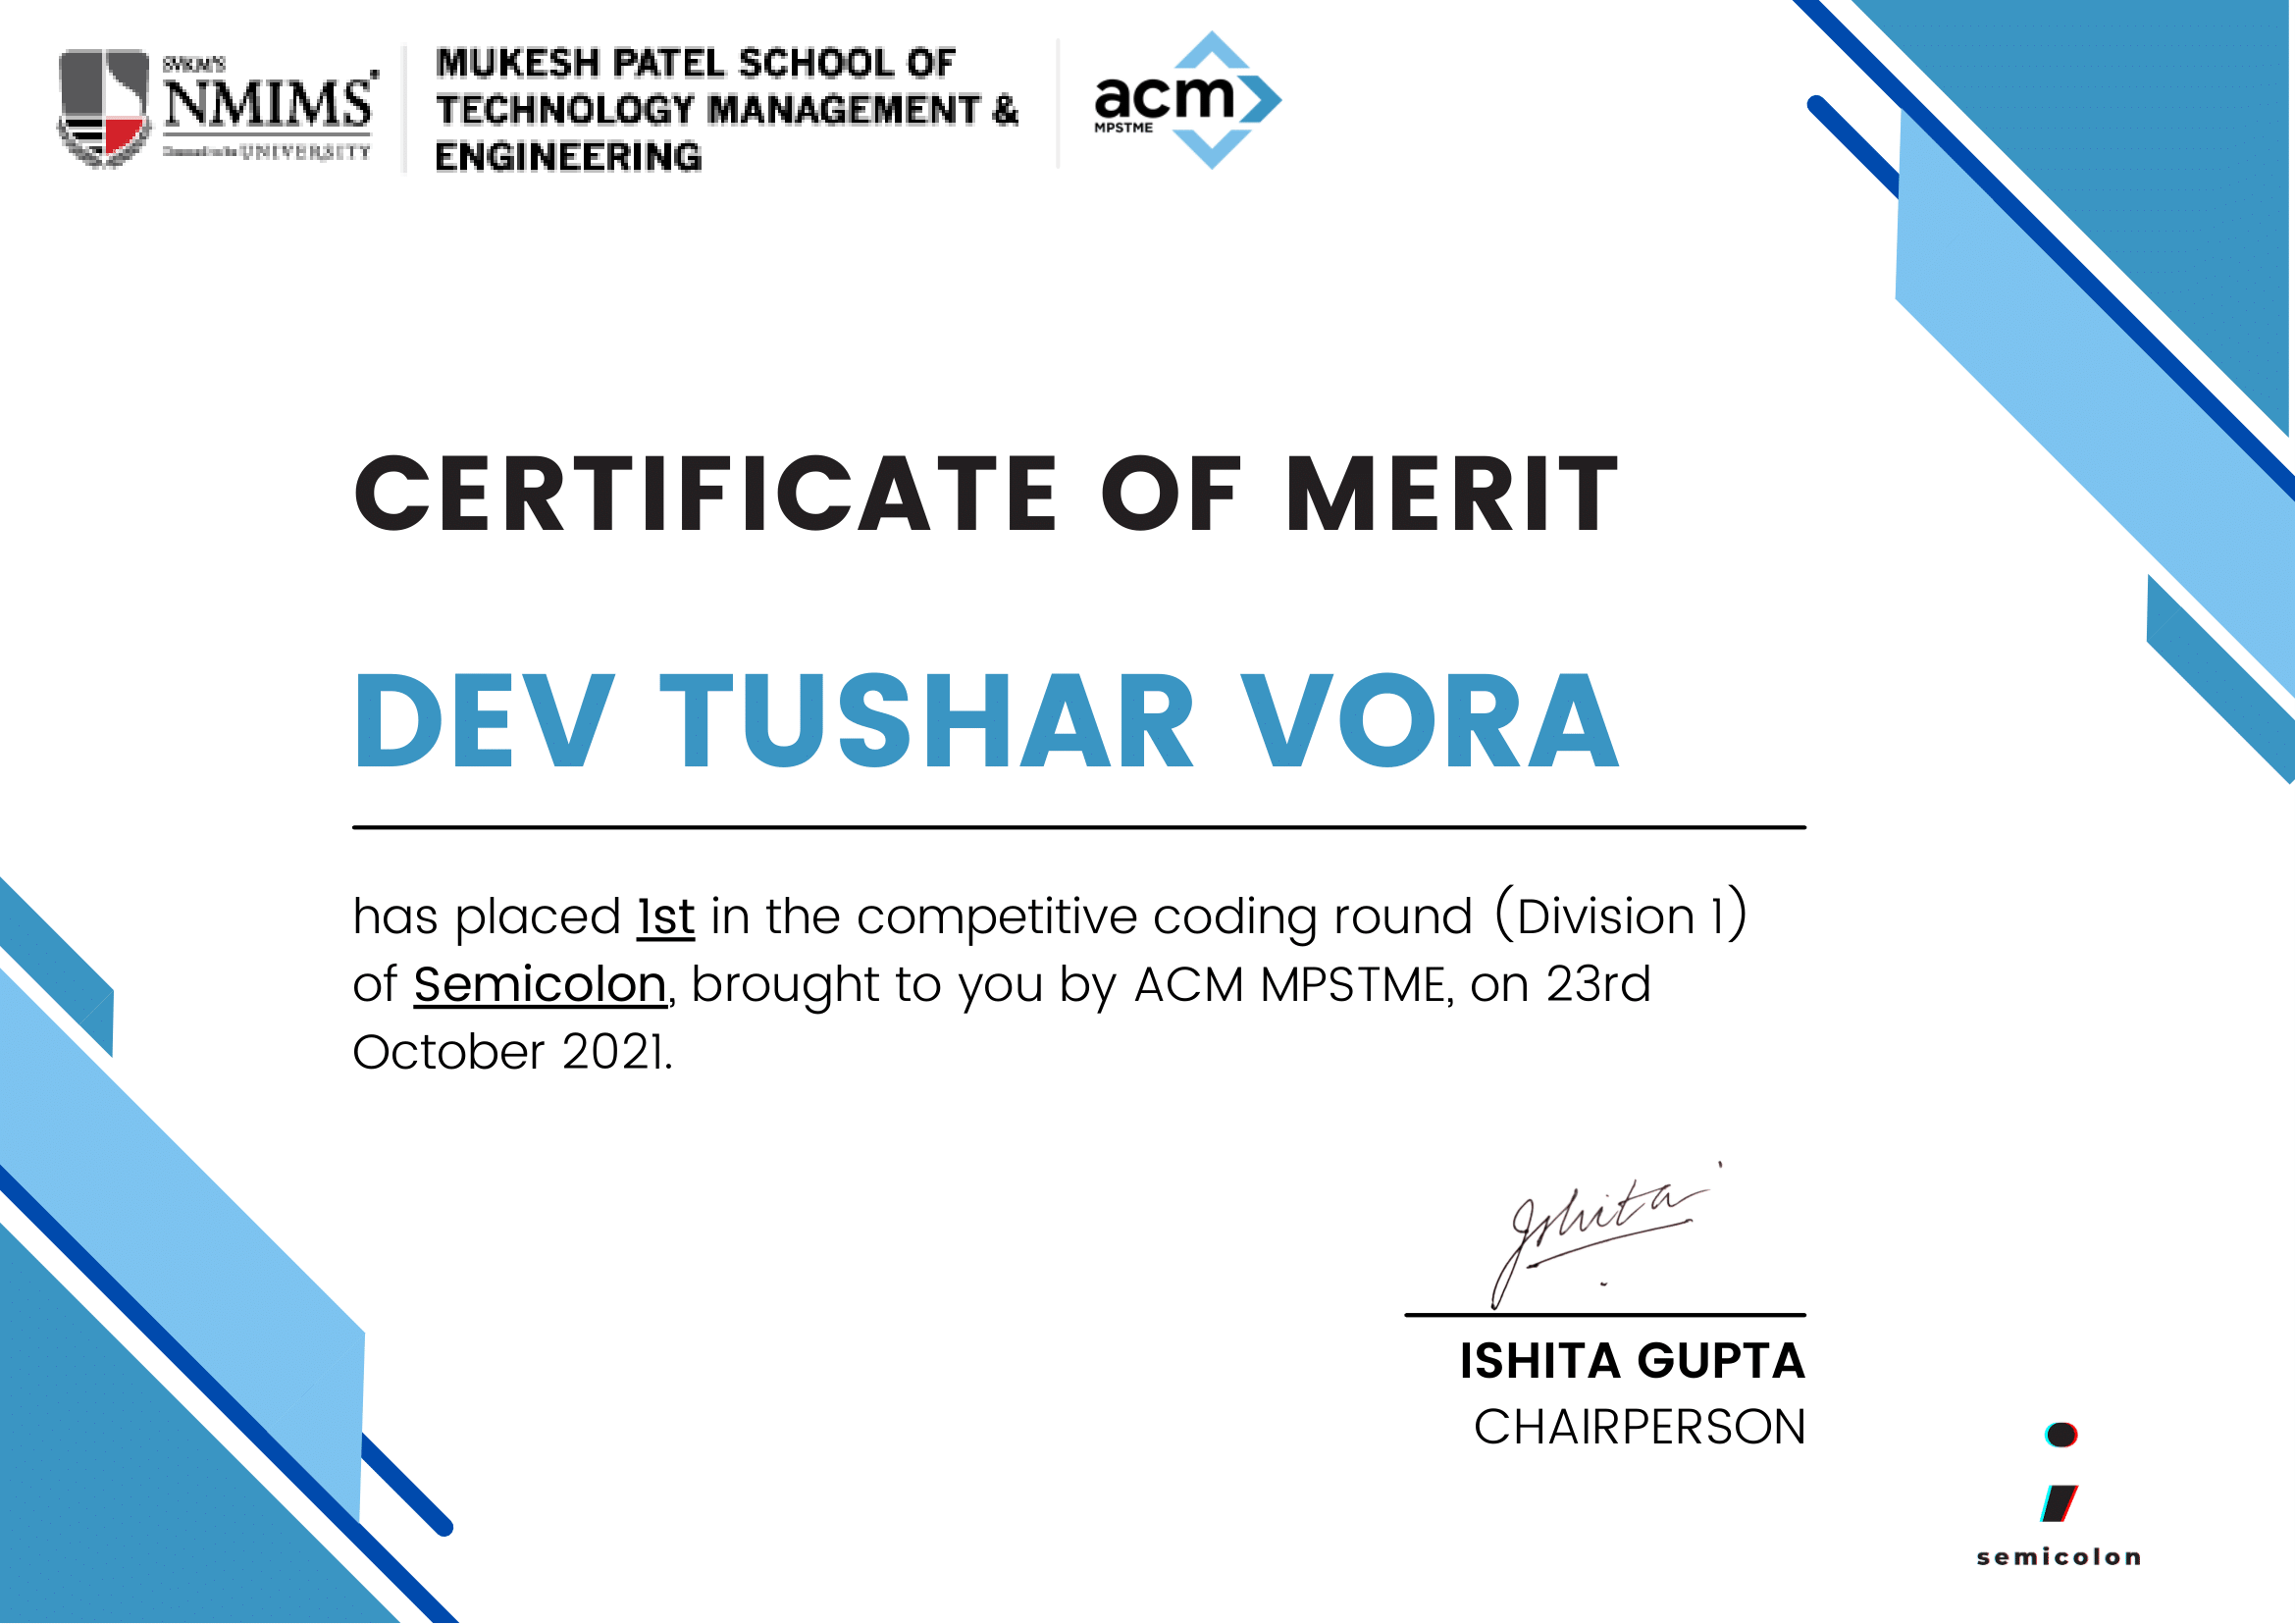 SVKM'S
NMIMS
Deemed to be UNIVERSITY
MUKESH PATEL SCHOOL OF
TECHNOLOGY MANAGEMENT &
ENGINEERING
acm
MPSTME
CERTIFICATE OF MERIT
DEV TUSHAR VORA
has placed 1st in the competitive coding round (Division 1)
of Semicolon, brought to you by ACM MPSTME, on 23rd
October 2021.
Ishita
ISHITA GUPTA
CHAIRPERSON
semicolon